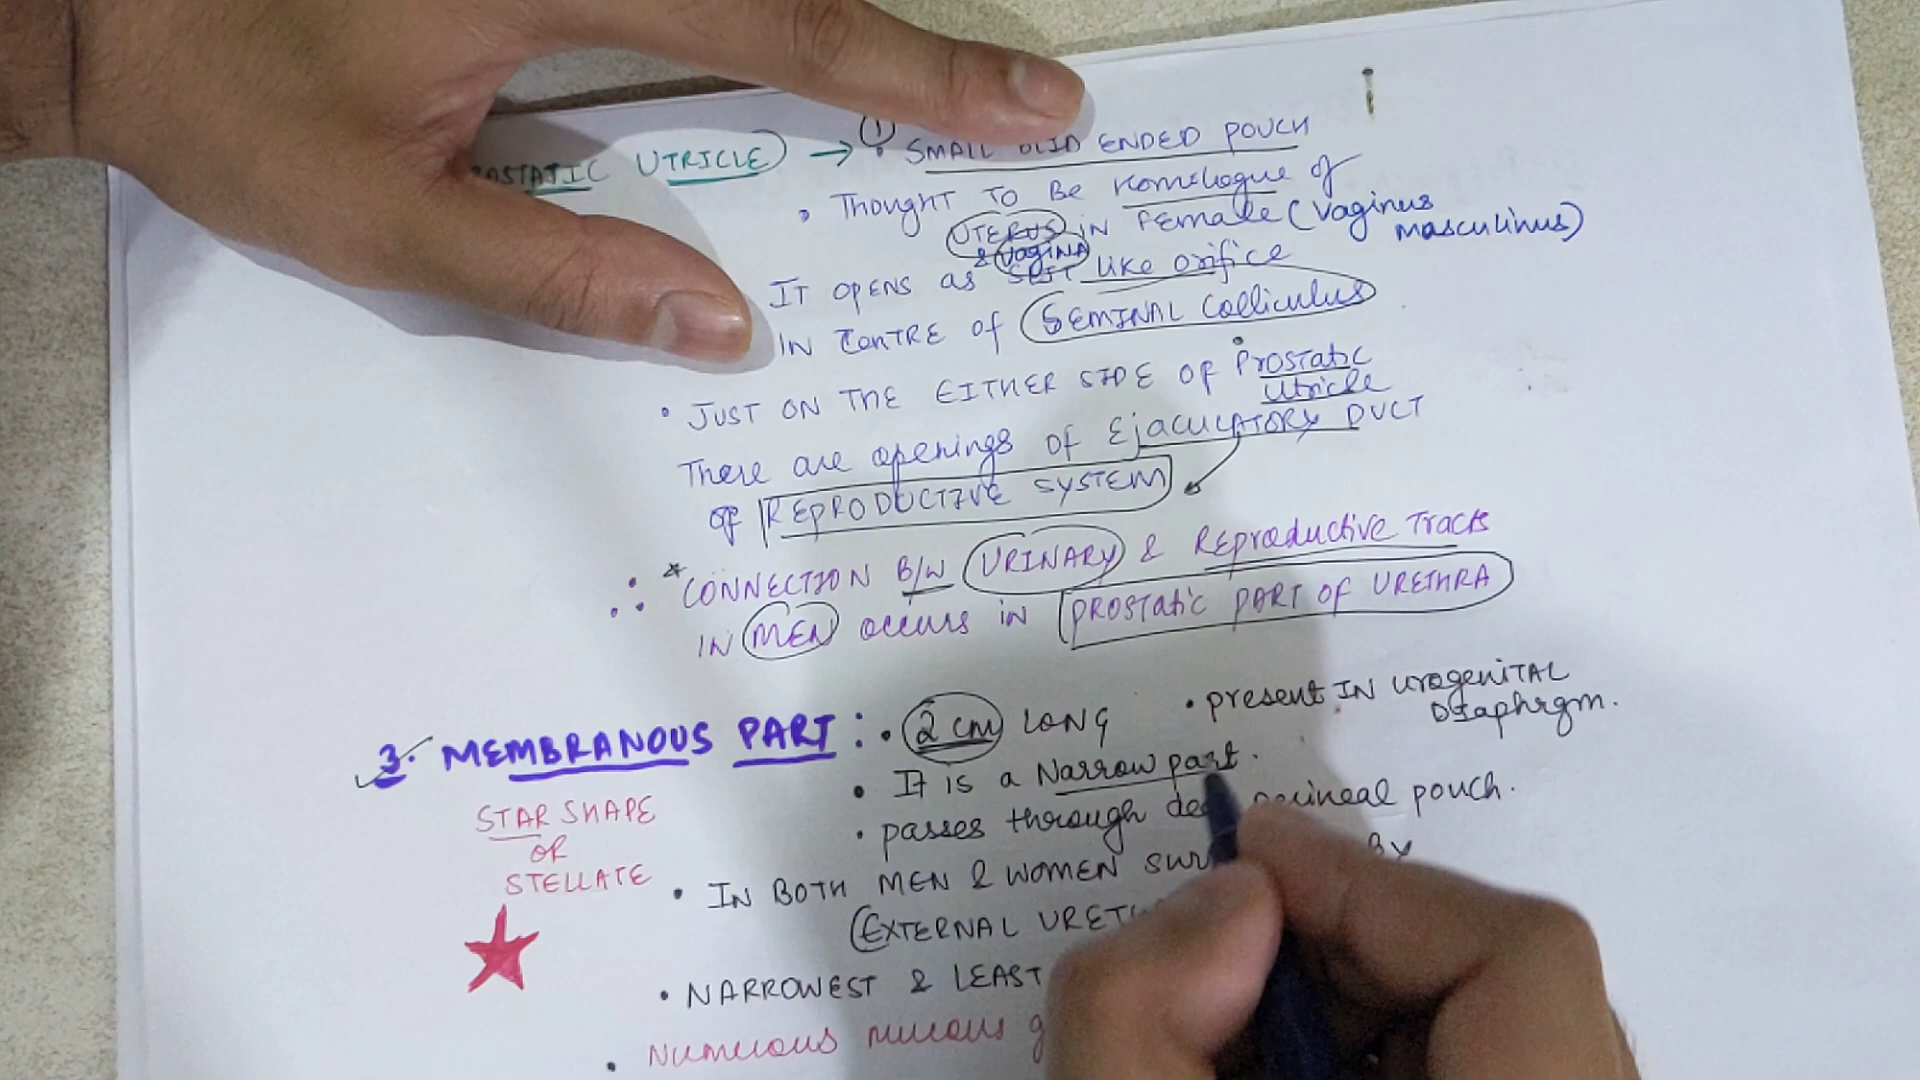 UTRICLE) → ① • SMALL ENDED POUCH
• THOUGHT TO BE Homologue of
UTERUS IN Female (Vaginus
& Vagina masculinus)
IT OPENS as SLIT like orifice
IN CENTRE of SEMINAL Colliculus
• JUST ON THE EITHER SIDE OF Prostatic
Utricle
There are openings of EjaculATORY DUCT
OF REPRODUCTIVE SYSTEM
∴ *CONNECTION B/W URINARY & Reproductive Tracts
IN MEN occurs in PROSTATIC PART OF URETHRA
3. MEMBRANOUS PART : • 2 cm LONG • present IN urogenITAL
DIaphrgm.
• It is a Narrow part.
STAR SHAPE
OR
STELLATE
• passes through pouch.
• IN BOTH MEN & WOMEN By
EXTERNAL
• NARROWEST & LEAST
• Numuous mucous